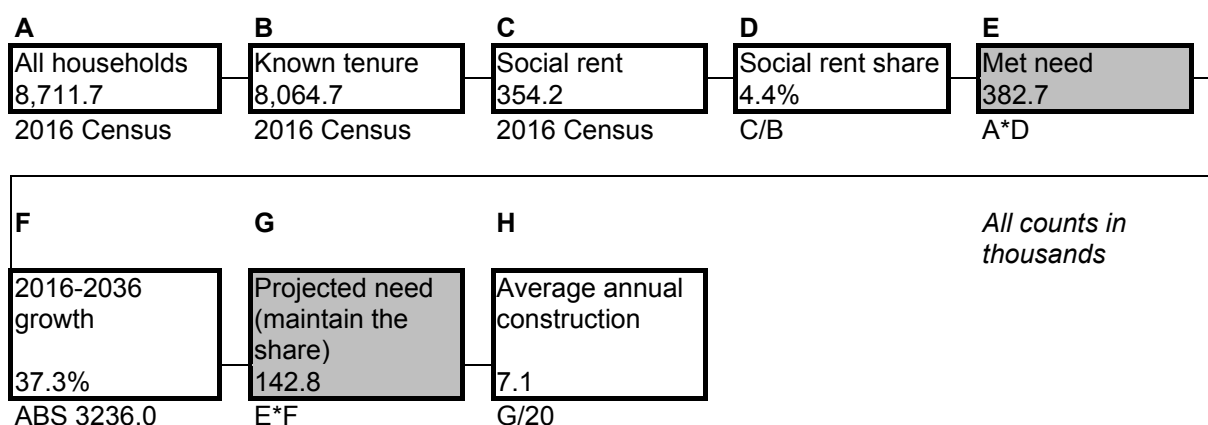 A B C D E
All households Known tenure Social rent Social rent share Met need
8,711.7 8,064.7 354.2 4.4% 382.7
2016 Census 2016 Census 2016 Census C/B A*D
F G H All counts in
thousands
2016-2036 Projected need Average annual
growth (maintain the construction
share)
37.3% 142.8 7.1
ABS 3236.0 E*F G/20